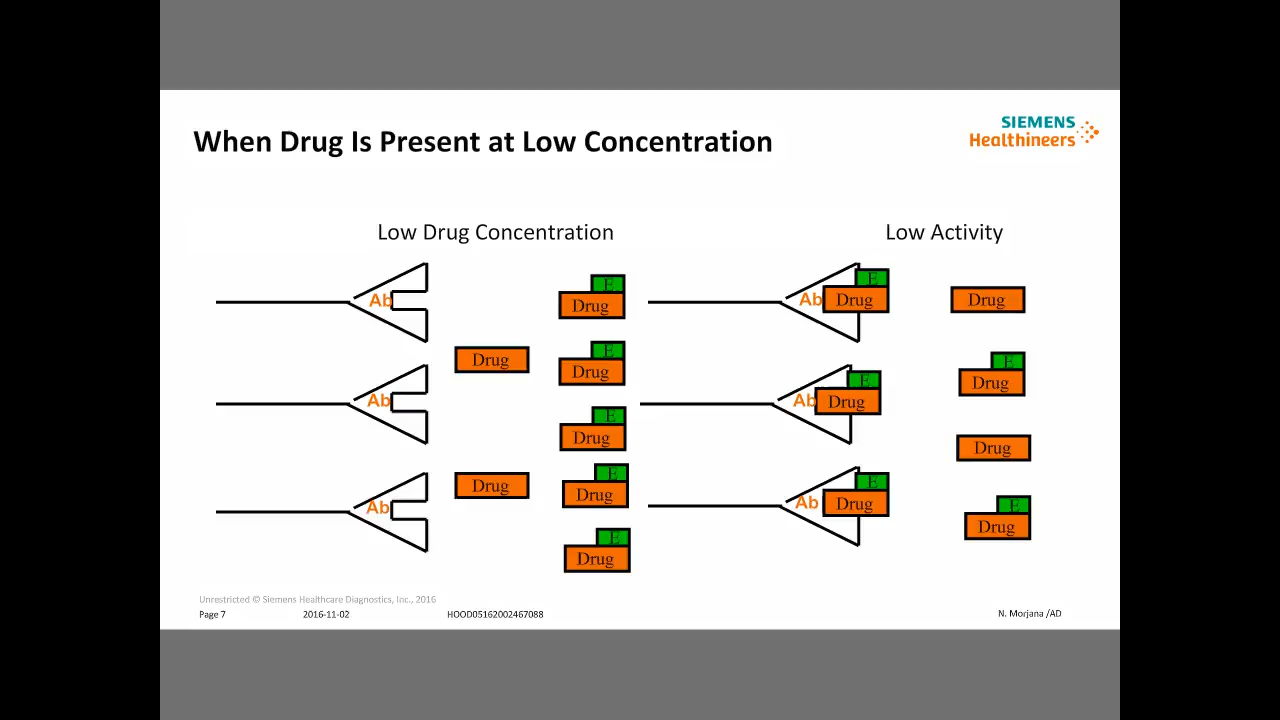 When Drug Is Present at Low Concentration
SIEMENS
Healthineers
Low Drug Concentration
Low Activity
Ab
E
Drug
Drug
E
Drug
Ab
E
Drug
Drug
E
Drug
Ab
E
Drug
E
Drug
Ab
Drug
E
Drug
Drug
E
Drug
Ab
E
Drug
Drug
Ab
E
Drug
E
Drug
Unrestricted © Siemens Healthcare Diagnostics, Inc., 2016
Page 7
2016-11-02
HOOD05162002467088
N. Morjana /AD